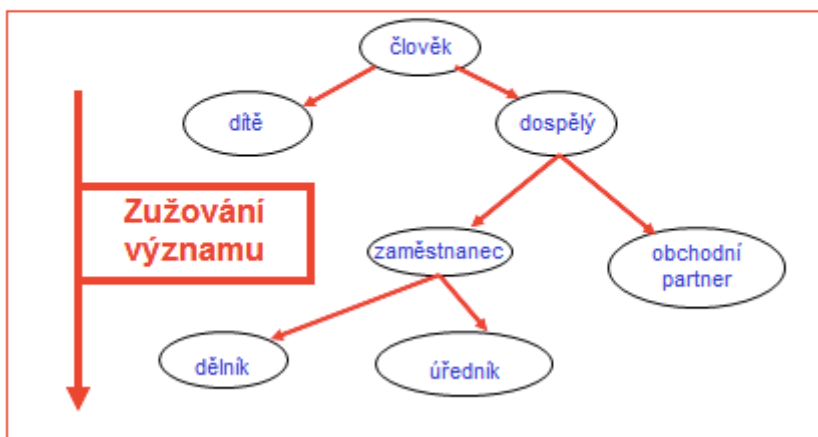 člověk
dítě
dospělý
Zužování
významu
zaměstnanec
obchodní
partner
dělník
úředník